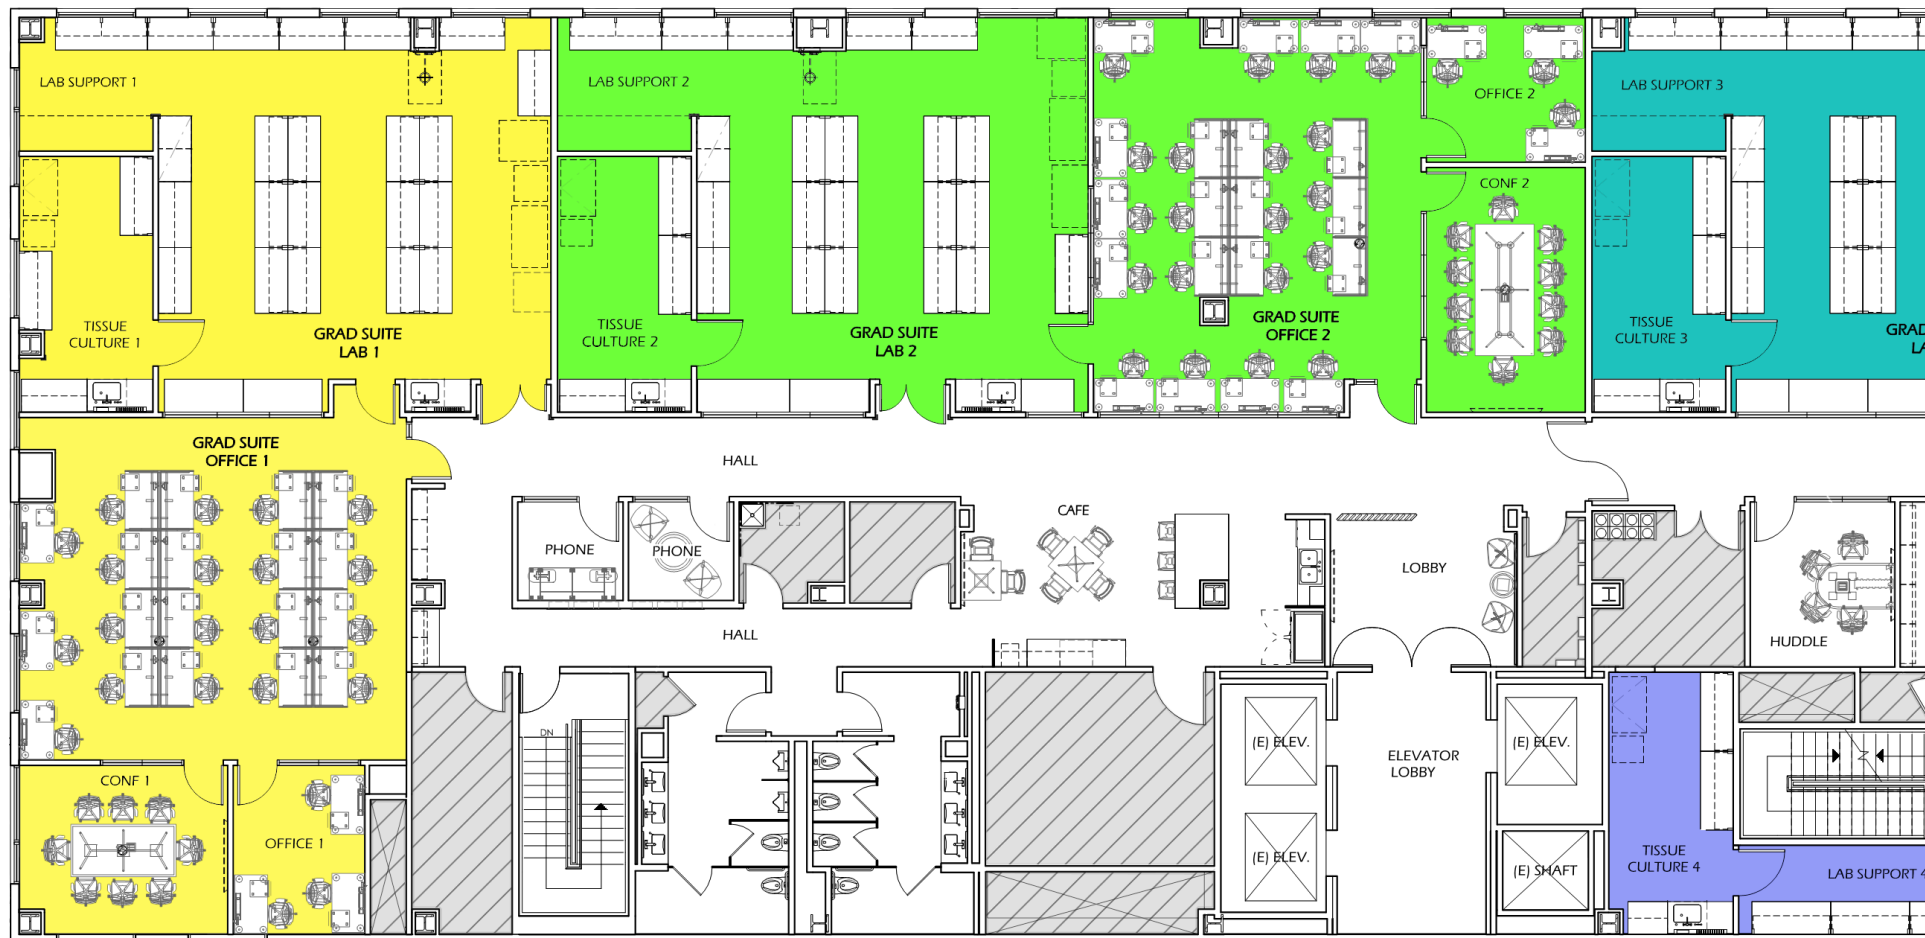 LAB SUPPORT 1
LAB SUPPORT 2
OFFICE 2
LAB SUPPORT 3
CONF 2
TISSUE
CULTURE 1
GRAD SUITE
LAB 1
TISSUE
CULTURE 2
GRAD SUITE
LAB 2
GRAD SUITE
OFFICE 2
TISSUE
CULTURE 3
GRAD
LA
GRAD SUITE
OFFICE 1
HALL
CAFE
PHONE
PHONE
LOBBY
HALL
HUDDLE
DN
(E) ELEV.
(E) ELEV.
ELEVATOR
LOBBY
CONF 1
OFFICE 1
(E) ELEV.
(E) SHAFT
TISSUE
CULTURE 4
LAB SUPPORT 4